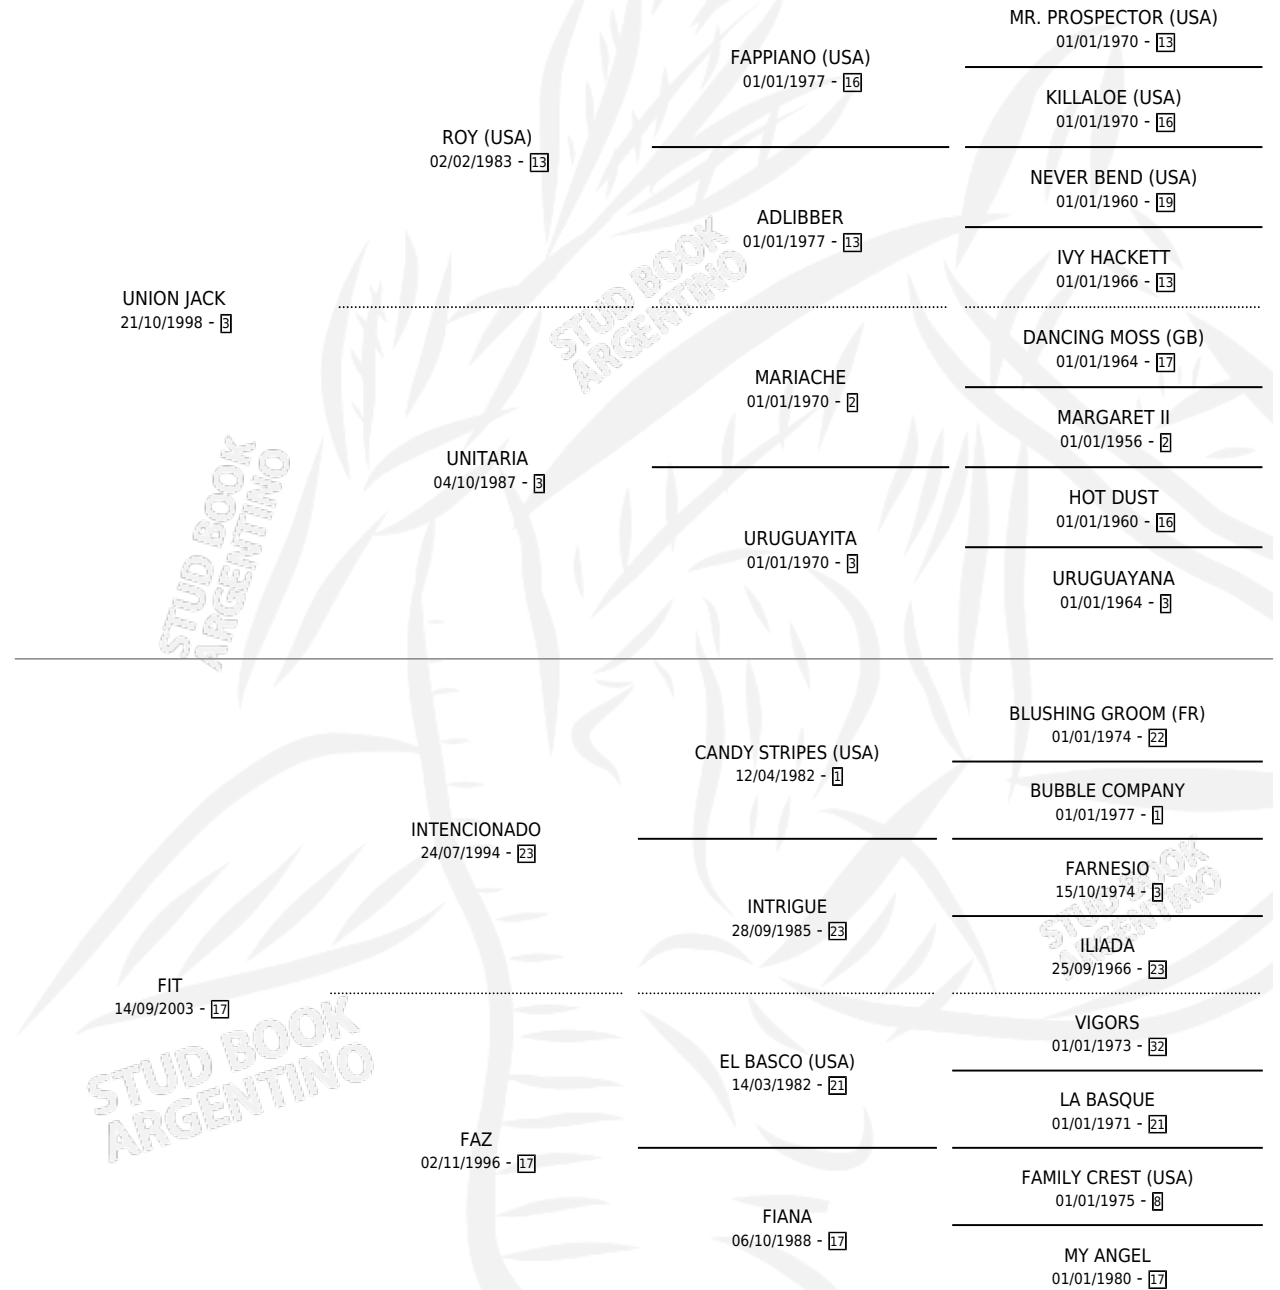 MR. PROSPECTOR (USA)
01/01/1970 - 13
FAPPIANO (USA)
01/01/1977 - 16
KILLALOE (USA)
01/01/1970 - 16
ROY (USA)
02/02/1983 - 13
NEVER BEND (USA)
01/01/1960 - 19
ADLIBBER
01/01/1977 - 13
IVY HACKETT
01/01/1966 - 13
UNION JACK
21/10/1998 - 3
DANCING MOSS (GB)
01/01/1964 - 17
MARIACHE
01/01/1970 - 2
MARGARET II
01/01/1956 - 2
UNITARIA
04/10/1987 - 3
HOT DUST
01/01/1960 - 16
URUGUAYITA
01/01/1970 - 3
URUGUAYANA
01/01/1964 - 3
BLUSHING GROOM (FR)
01/01/1974 - 22
CANDY STRIPES (USA)
12/04/1982 - 1
BUBBLE COMPANY
01/01/1977 - 1
INTENCIONADO
24/07/1994 - 23
FARNESIO
15/10/1974 - 3
INTRIGUE
28/09/1985 - 23
ILIADA
25/09/1966 - 23
FIT
14/09/2003 - 17
VIGORS
01/01/1973 - 32
EL BASCO (USA)
14/03/1982 - 21
LA BASQUE
01/01/1971 - 21
FAZ
02/11/1996 - 17
FAMILY CREST (USA)
01/01/1975 - 8
FIANA
06/10/1988 - 17
MY ANGEL
01/01/1980 - 17
STUD BOOK
ARGENTINO
STUD BOOK
ARGENTINO
STUD BOOK
ARGENTINO
STUD BOOK
ARGENTINO